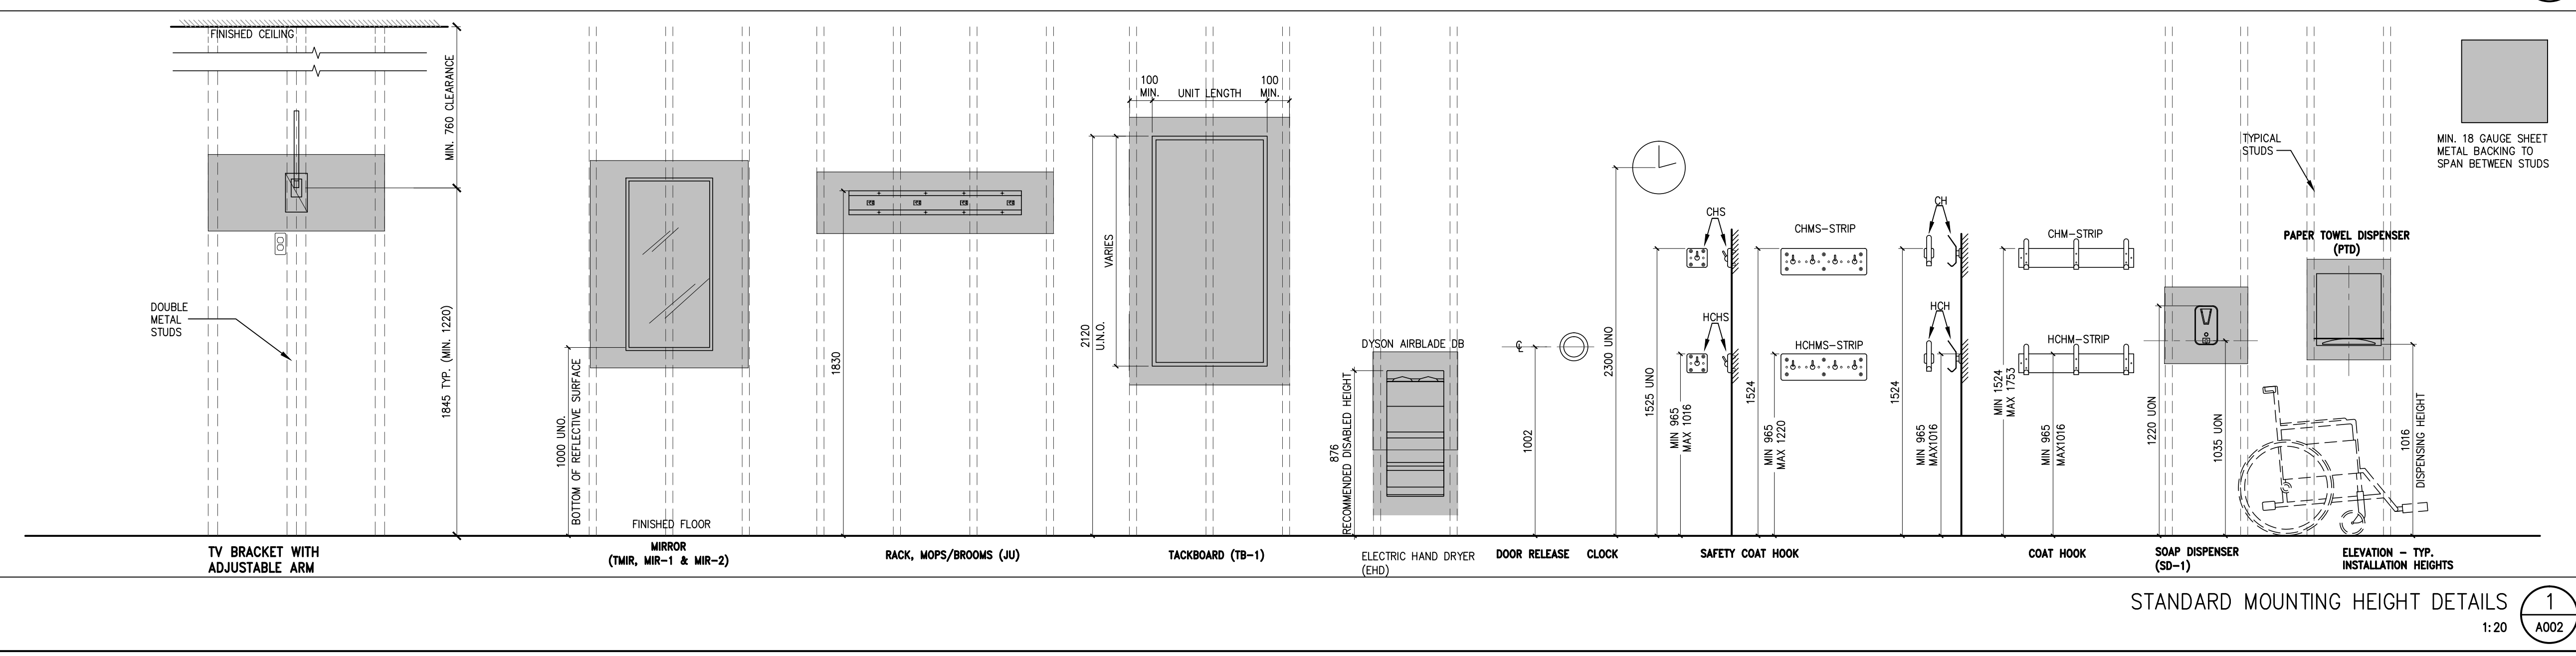 FINISHED CEILING
MIN. 760 CLEARANCE
DOUBLE
METAL
STUDS
1845 TYP. (MIN. 1220)
TV BRACKET WITH
ADJUSTABLE ARM
1000 UNO.
BOTTOM OF REFLECTIVE SURFACE
FINISHED FLOOR
MIRROR
(TMIR, MIR-1 & MIR-2)
1830
RACK, MOPS/BROOMS (JU)
100
MIN.
UNIT LENGTH
100
MIN.
VARIES
2120
U.N.O.
TACKBOARD (TB-1)
DYSON AIRBLADE DB
876
RECOMMENDED DISABLED HEIGHT
ELECTRIC HAND DRYER
(EHD)
1002
DOOR RELEASE
2300 UNO
CLOCK
CHS
HCHS
1525 UNO
MIN 965
MAX 1016
CHMS-STRIP
HCHMS-STRIP
1524
MIN 965
MAX 1220
SAFETY COAT HOOK
CH
HCH
1524
MIN 965
MAX1016
CHM-STRIP
HCHM-STRIP
MIN 1524
MAX 1753
MIN 965
MAX1016
COAT HOOK
1220 UON
1035 UON
SOAP DISPENSER
(SD-1)
TYPICAL
STUDS
PAPER TOWEL DISPENSER
(PTD)
1016
DISPENSING HEIGHT
ELEVATION - TYP.
INSTALLATION HEIGHTS
MIN. 18 GAUGE SHEET
METAL BACKING TO
SPAN BETWEEN STUDS
STANDARD MOUNTING HEIGHT DETAILS
1:20
1
A002